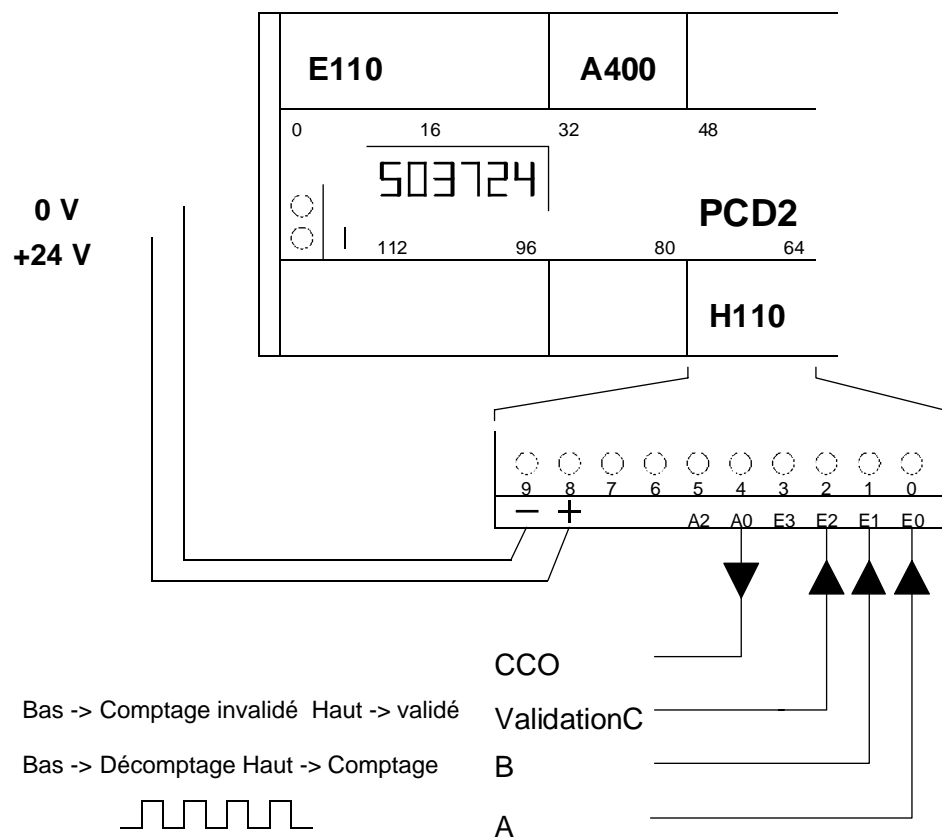 E110 A400
0 16 32 48
503724
0 V
+24 V
PCD2
112 96 80 64
H110
9 8 7 6 5 4 3 2 1 0
− + A2 A0 E3 E2 E1 E0
CCO
Bas -> Comptage invalidé Haut -> validé ValidationC
Bas -> Décomptage Haut -> Comptage B
A